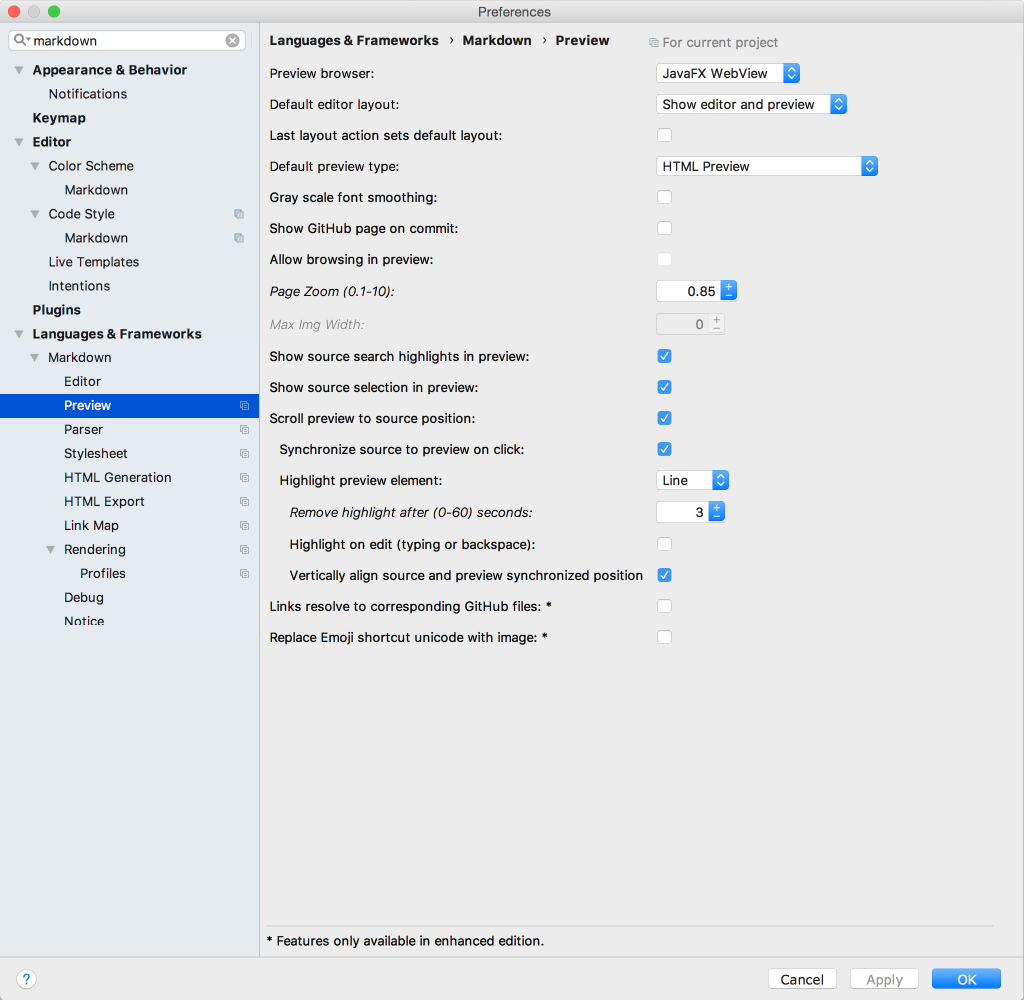 Preferences
markdown
Appearance & Behavior
Notifications
Keymap
Editor
Color Scheme
Markdown
Code Style
Markdown
Live Templates
Intentions
Plugins
Languages & Frameworks
Markdown
Editor
Preview
Parser
Stylesheet
HTML Generation
HTML Export
Link Map
Rendering
Profiles
Debug
Notice
Languages & Frameworks › Markdown › Preview For current project
Preview browser: JavaFX WebView
Default editor layout: Show editor and preview
Last layout action sets default layout:
Default preview type: HTML Preview
Gray scale font smoothing:
Show GitHub page on commit:
Allow browsing in preview:
Page Zoom (0.1-10): 0.85
Max Img Width: 0
Show source search highlights in preview:
Show source selection in preview:
Scroll preview to source position:
Synchronize source to preview on click:
Highlight preview element: Line
Remove highlight after (0-60) seconds: 3
Highlight on edit (typing or backspace):
Vertically align source and preview synchronized position
Links resolve to corresponding GitHub files: *
Replace Emoji shortcut unicode with image: *
* Features only available in enhanced edition.
? Cancel Apply OK